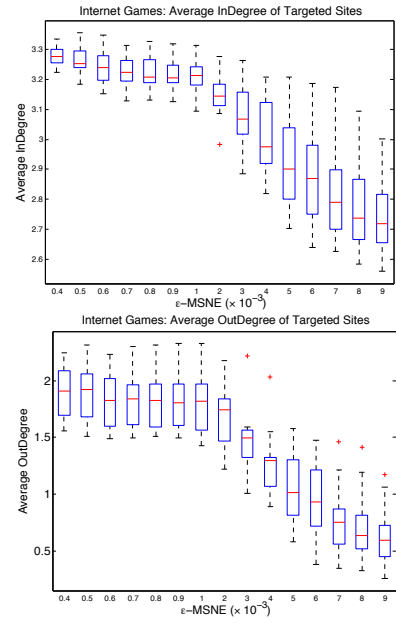 Internet Games: Average InDegree of Targeted Sites
Average InDegree
3.3
3.2
3.1
3
2.9
2.8
2.7
2.6
0.4 0.5 0.6 0.7 0.8 0.9 1 2 3 4 5 6 7 8 9
ε-MSNE (× 10⁻³)
Internet Games: Average OutDegree of Targeted Sites
Average OutDegree
2
1.5
1
0.5
0.4 0.5 0.6 0.7 0.8 0.9 1 2 3 4 5 6 7 8 9
ε-MSNE (× 10⁻³)